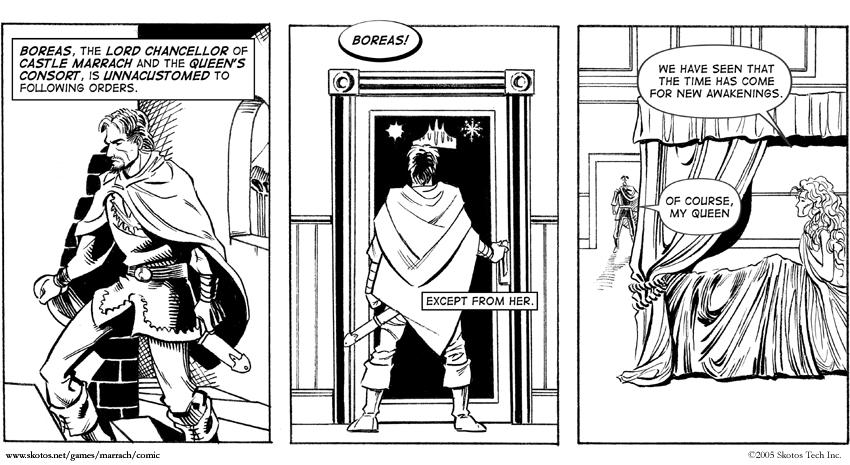 BOREAS, THE LORD CHANCELLOR OF
CASTLE MARRACH AND THE QUEEN'S
CONSORT, IS UNNACUSTOMED TO
FOLLOWING ORDERS.
BOREAS!
EXCEPT FROM HER.
WE HAVE SEEN THAT
THE TIME HAS COME
FOR NEW AWAKENINGS.
OF COURSE,
MY QUEEN
www.skotos.net/games/marrach/comic
©2005 Skotos Tech Inc.